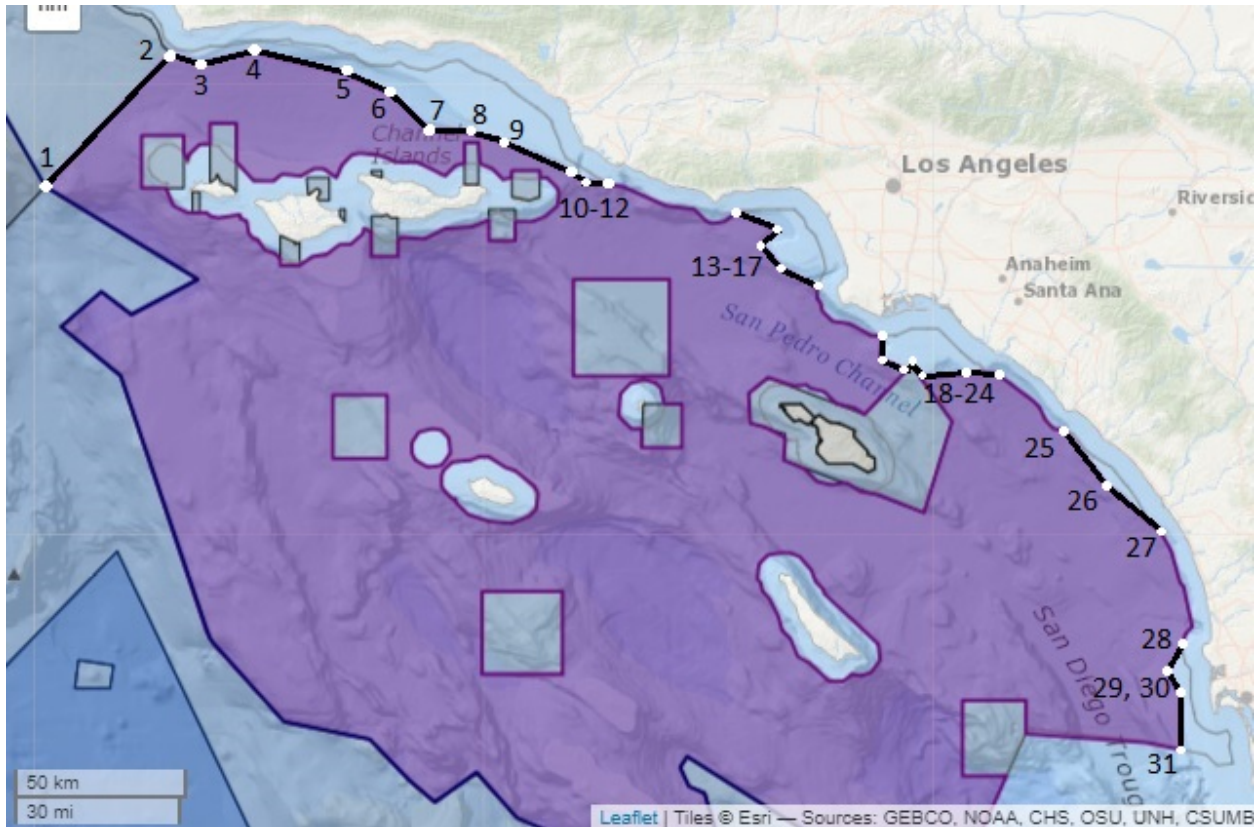 nm
2
3
4
5
6
7
8
9
1
Channel
Islands
10-12
Los Angeles
Riversid
13-17
Anaheim
Santa Ana
San Pedro Channel
18-24
25
26
27
San Diego Troug
28
29, 30
31
50 km
30 mi
Leaflet | Tiles © Esri — Sources: GEBCO, NOAA, CHS, OSU, UNH, CSUMB